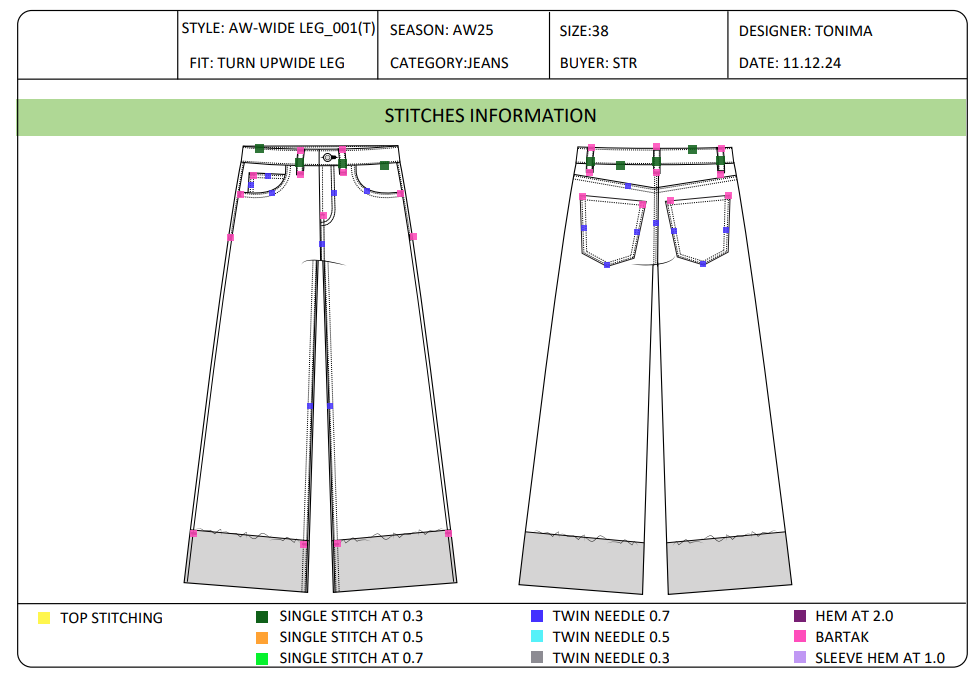 STYLE: AW-WIDE LEG_001(T)
SEASON: AW25
SIZE:38
DESIGNER: TONIMA
FIT: TURN UPWIDE LEG
CATEGORY:JEANS
BUYER: STR
DATE: 11.12.24
STITCHES INFORMATION
TOP STITCHING
SINGLE STITCH AT 0.3
SINGLE STITCH AT 0.5
SINGLE STITCH AT 0.7
TWIN NEEDLE 0.7
TWIN NEEDLE 0.5
TWIN NEEDLE 0.3
HEM AT 2.0
BARTAK
SLEEVE HEM AT 1.0